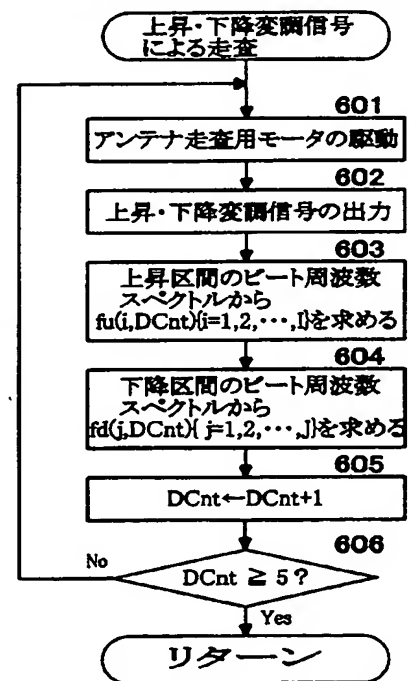 上昇・下降変調信号
による走査
601
アンテナ走査用モータの駆動
602
上昇・下降変調信号の出力
603
上昇区間のビート周波数
スペクトルから
fu(i,DCnt){i=1,2,・・・,I}を求める
604
下降区間のビート周波数
スペクトルから
fd(j,DCnt){ j=1,2,・・・,J}を求める
605
DCnt←DCnt+1
606
No
DCnt ≧ 5?
Yes
リターン